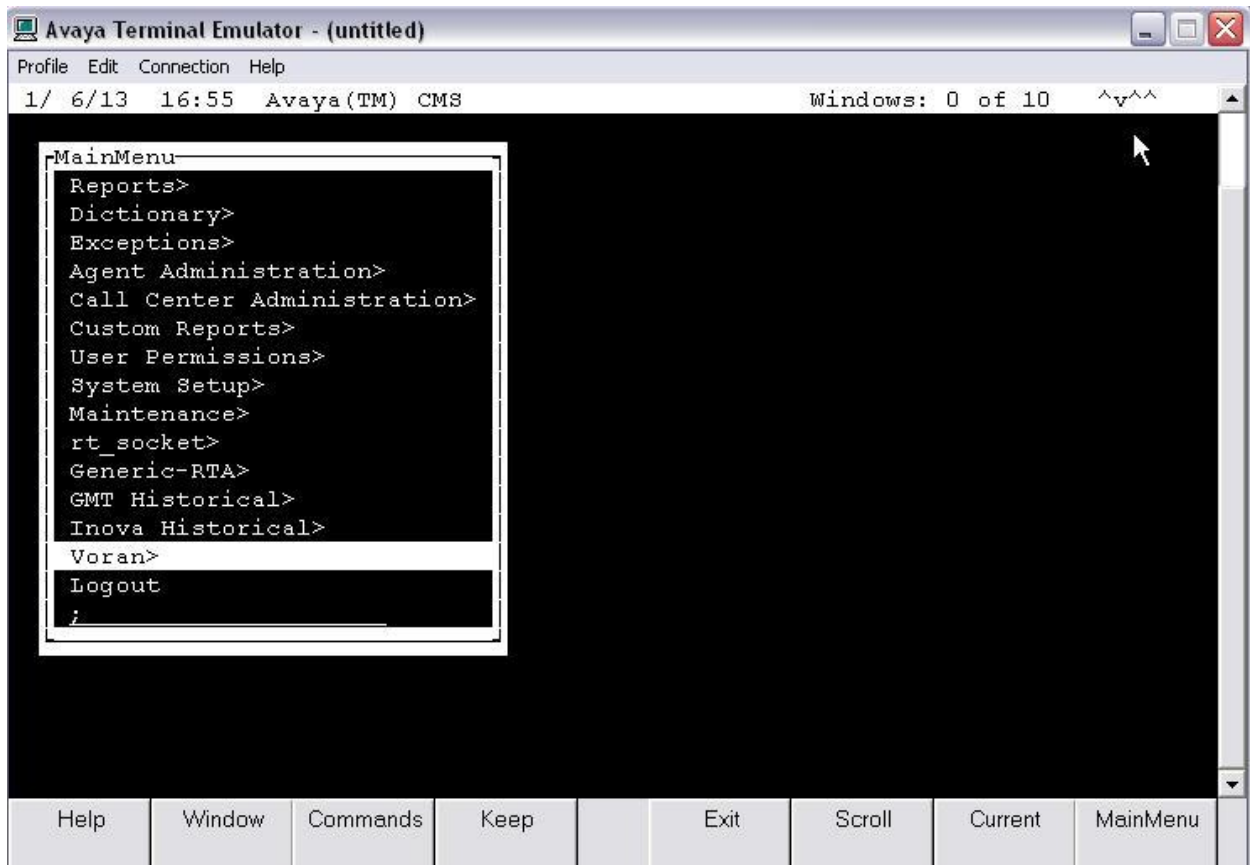 Avaya Terminal Emulator - (untitled)
Profile Edit Connection Help
1/ 6/13 16:55 Avaya(TM) CMS Windows: 0 of 10 ^v^^
MainMenu
Reports>
Dictionary>
Exceptions>
Agent Administration>
Call Center Administration>
Custom Reports>
User Permissions>
System Setup>
Maintenance>
rt_socket>
Generic-RTA>
GMT Historical>
Inova Historical>
Voran>
Logout
;
Help Window Commands Keep Exit Scroll Current MainMenu